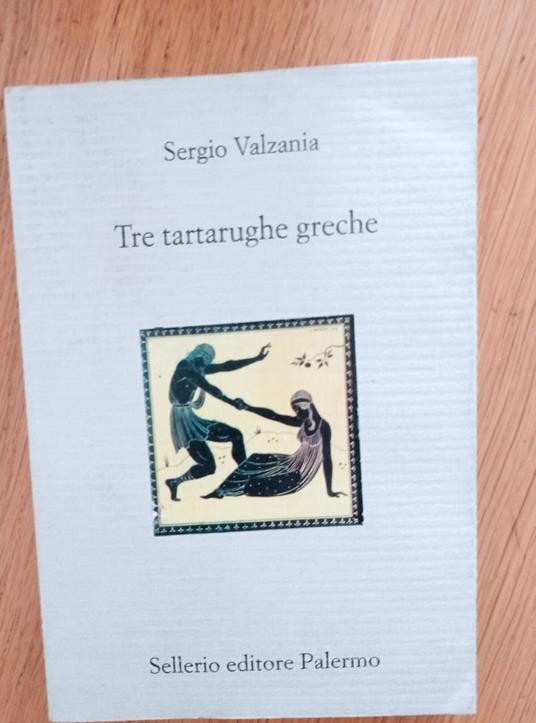 Sergio Valzania
Tre tartarughe greche
Sellerio editore Palermo